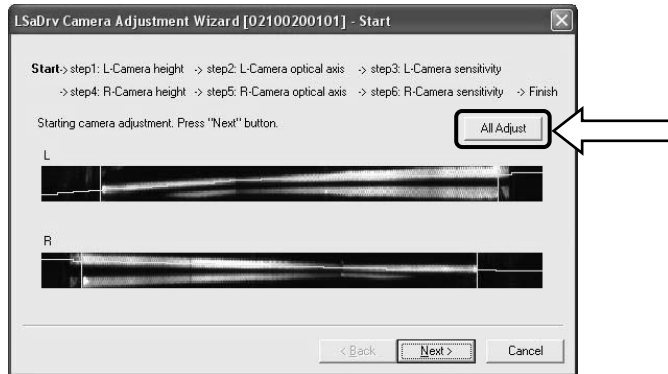 LSaDrv Camera Adjustment Wizard [02100200101] - Start
Start-> step1: L-Camera height -> step2: L-Camera optical axis -> step3: L-Camera sensitivity
-> step4: R-Camera height -> step5: R-Camera optical axis -> step6: R-Camera sensitivity -> Finish
Starting camera adjustment. Press "Next" button.
All Adjust
L
R
< Back Next > Cancel